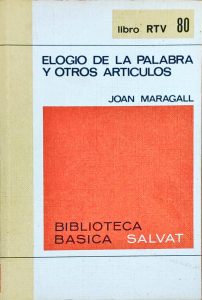 libro RTV 80
ELOGIO DE LA PALABRA
Y OTROS ARTICULOS
JOAN MARAGALL
BIBLIOTECA
BASICA SALVAT